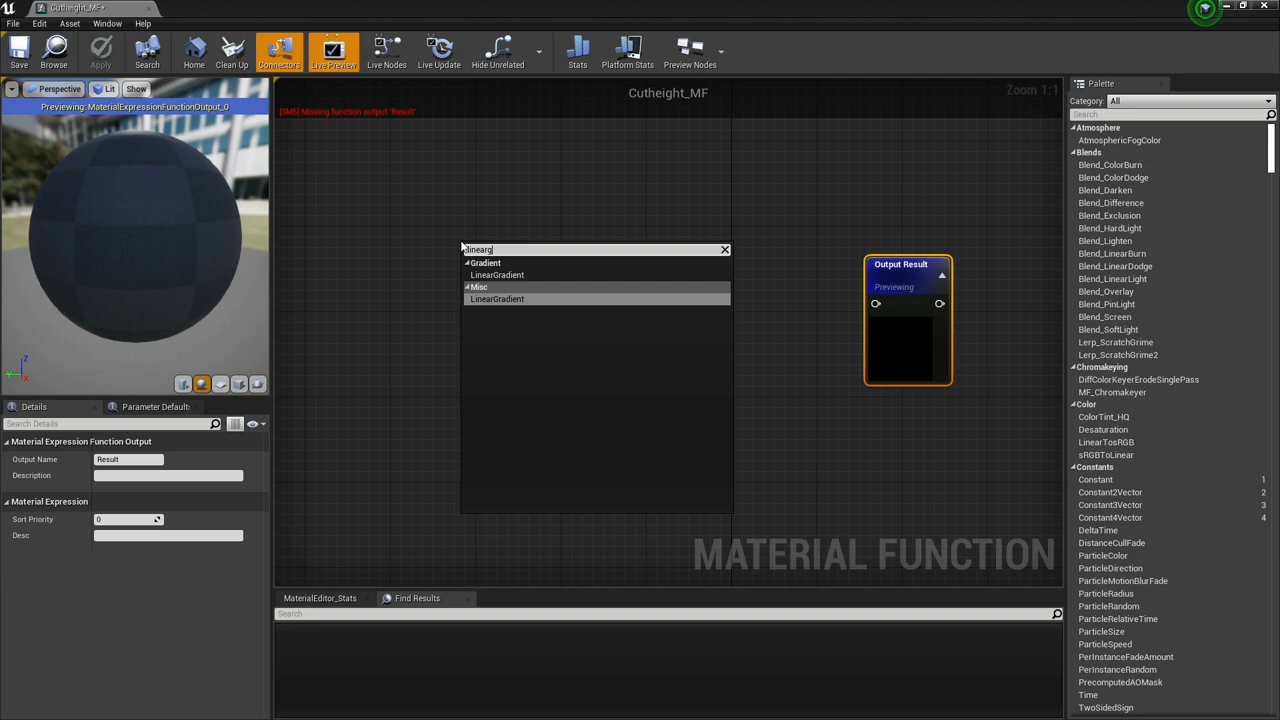 Cutheight_MF*
File Edit Asset Window Help
Save Browse Apply Search Home Clean Up Connectors Live Preview Live Nodes Live Update Hide Unrelated Stats Platform Stats Preview Nodes
Perspective Lit Show
Previewing: MaterialExpressionFunctionOutput_0
Z
Y
X
Details Parameter Default:
Search Details
Material Expression Function Output
Output Name Result
Description
Material Expression
Sort Priority 0
Desc
Cutheight_MF
Zoom 1:1
[SM5] Missing function output 'Result'
linearg
Gradient
LinearGradient
Misc
LinearGradient
Output Result
Previewing
MATERIAL FUNCTION
MaterialEditor_Stats Find Results
Search
Palette
Category: All
Search
Atmosphere
AtmosphericFogColor
Blends
Blend_ColorBurn
Blend_ColorDodge
Blend_Darken
Blend_Difference
Blend_Exclusion
Blend_HardLight
Blend_Lighten
Blend_LinearBurn
Blend_LinearDodge
Blend_LinearLight
Blend_Overlay
Blend_PinLight
Blend_Screen
Blend_SoftLight
Lerp_ScratchGrime
Lerp_ScratchGrime2
Chromakeying
DiffColorKeyerErodeSinglePass
MF_Chromakeyer
Color
ColorTint_HQ
Desaturation
LinearTosRGB
sRGBToLinear
Constants
Constant 1
Constant2Vector 2
Constant3Vector 3
Constant4Vector 4
DeltaTime
DistanceCullFade
ParticleColor
ParticleDirection
ParticleMotionBlurFade
ParticleRadius
ParticleRandom
ParticleRelativeTime
ParticleSize
ParticleSpeed
PerInstanceFadeAmount
PerInstanceRandom
PrecomputedAOMask
Time
TwoSidedSign